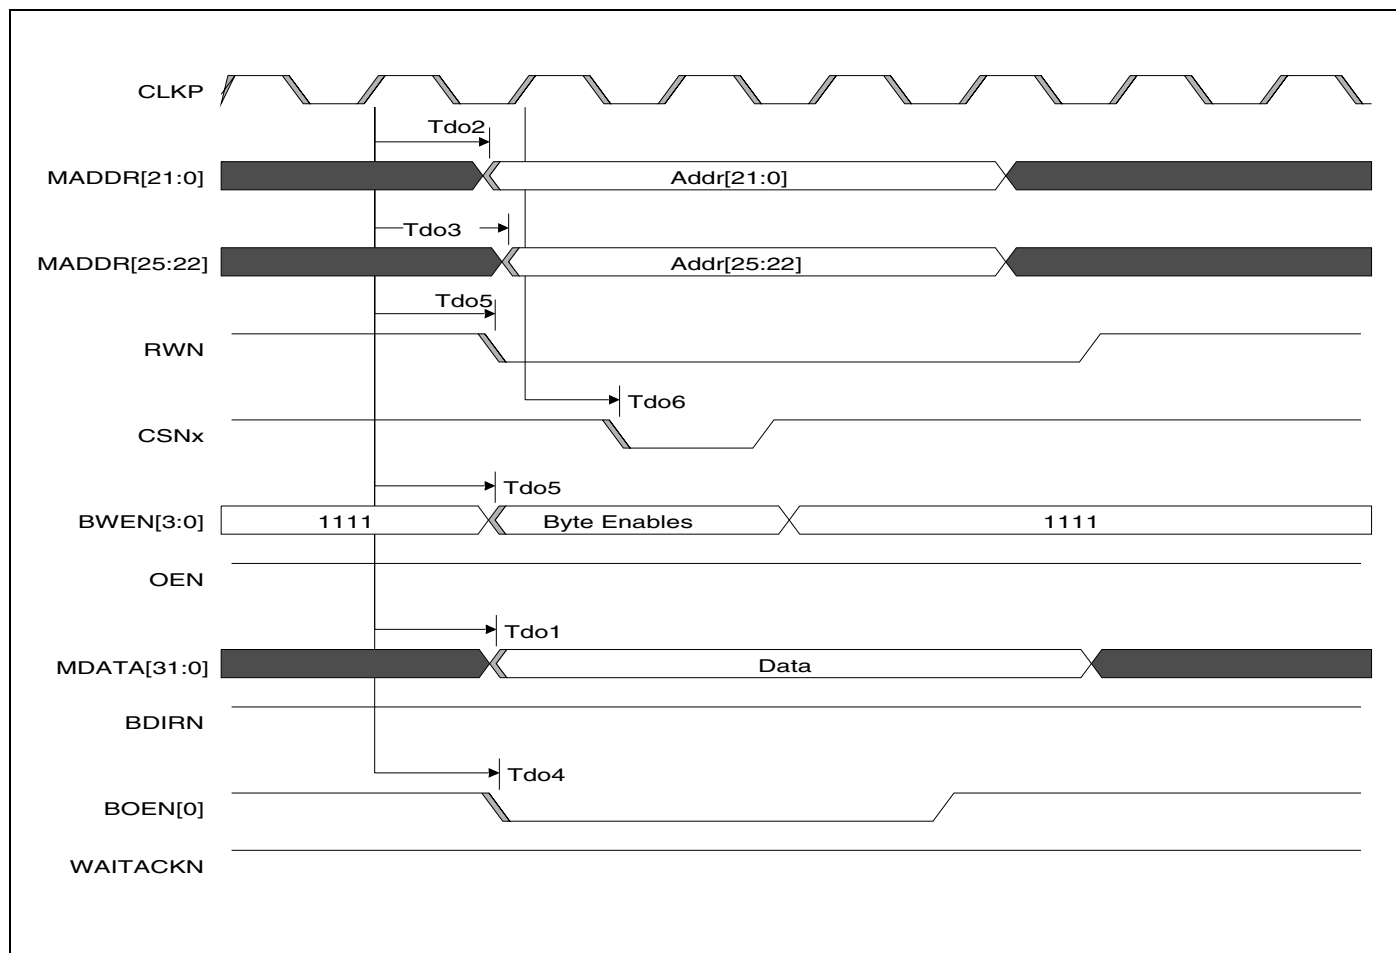 CLKP
Tdo2
MADDR[21:0] Addr[21:0]
Tdo3
MADDR[25:22] Addr[25:22]
Tdo5
RWN
Tdo6
CSNx
Tdo5
BWEN[3:0] 1111 Byte Enables 1111
OEN
Tdo1
MDATA[31:0] Data
BDIRN
Tdo4
BOEN[0]
WAITACKN